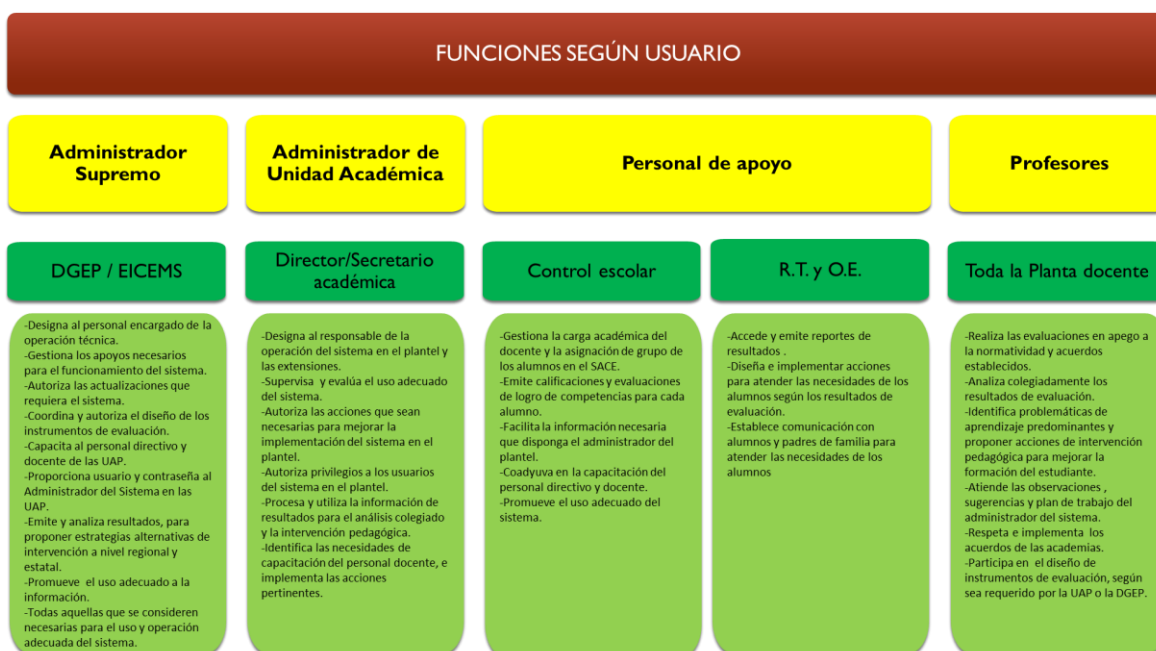 FUNCIONES SEGÚN USUARIO
Administrador
Supremo
Administrador de
Unidad Académica
Personal de apoyo
Profesores
DGEP / EICEMS
Director/Secretario
académica
Control escolar
R.T. y O.E.
Toda la Planta docente
-Designa al personal encargado de la
operación técnica.
-Gestiona los apoyos necesarios
para el funcionamiento del sistema.
-Autoriza las actualizaciones que
requiera el sistema.
-Coordina y autoriza el diseño de los
instrumentos de evaluación.
-Capacita al personal directivo y
docente de las UAP.
-Proporciona usuario y contraseña al
Administrador del Sistema en las
UAP.
-Emite y analiza resultados, para
proponer estrategias alternativas de
intervención a nivel regional y
estatal.
-Promueve el uso adecuado a la
información.
-Todas aquellas que se consideren
necesarias para el uso y operación
adecuada del sistema.
-Designa al responsable de la
operación del sistema en el plantel y
las extensiones.
-Supervisa y evalúa el uso adecuado
del sistema.
-Autoriza las acciones que sean
necesarias para mejorar la
implementación del sistema en el
plantel.
-Autoriza privilegios a los usuarios
del sistema en el plantel.
-Procesa y utiliza la información de
resultados para el análisis colegiado
y la intervención pedagógica.
-Identifica las necesidades de
capacitación del personal docente, e
implementa las acciones
pertinentes.
-Gestiona la carga académica del
docente y la asignación de grupo de
los alumnos en el SACE.
-Emite calificaciones y evaluaciones
de logro de competencias para cada
alumno.
-Facilita la información necesaria
que disponga el administrador del
plantel.
-Coadyuva en la capacitación del
personal directivo y docente.
-Promueve el uso adecuado del
sistema.
-Accede y emite reportes de
resultados .
-Diseña e implementar acciones
para atender las necesidades de los
alumnos según los resultados de
evaluación.
-Establece comunicación con
alumnos y padres de familia para
atender las necesidades de los
alumnos
-Realiza las evaluaciones en apego a
la normatividad y acuerdos
establecidos.
-Analiza colegiadamente los
resultados de evaluación.
-Identifica problemáticas de
aprendizaje predominantes y
proponer acciones de intervención
pedagógica para mejorar la
formación del estudiante.
-Atiende las observaciones ,
sugerencias y plan de trabajo del
administrador del sistema.
-Respeta e implementa los
acuerdos de las academias.
-Participa en el diseño de
instrumentos de evaluación, según
sea requerido por la UAP o la DGEP.